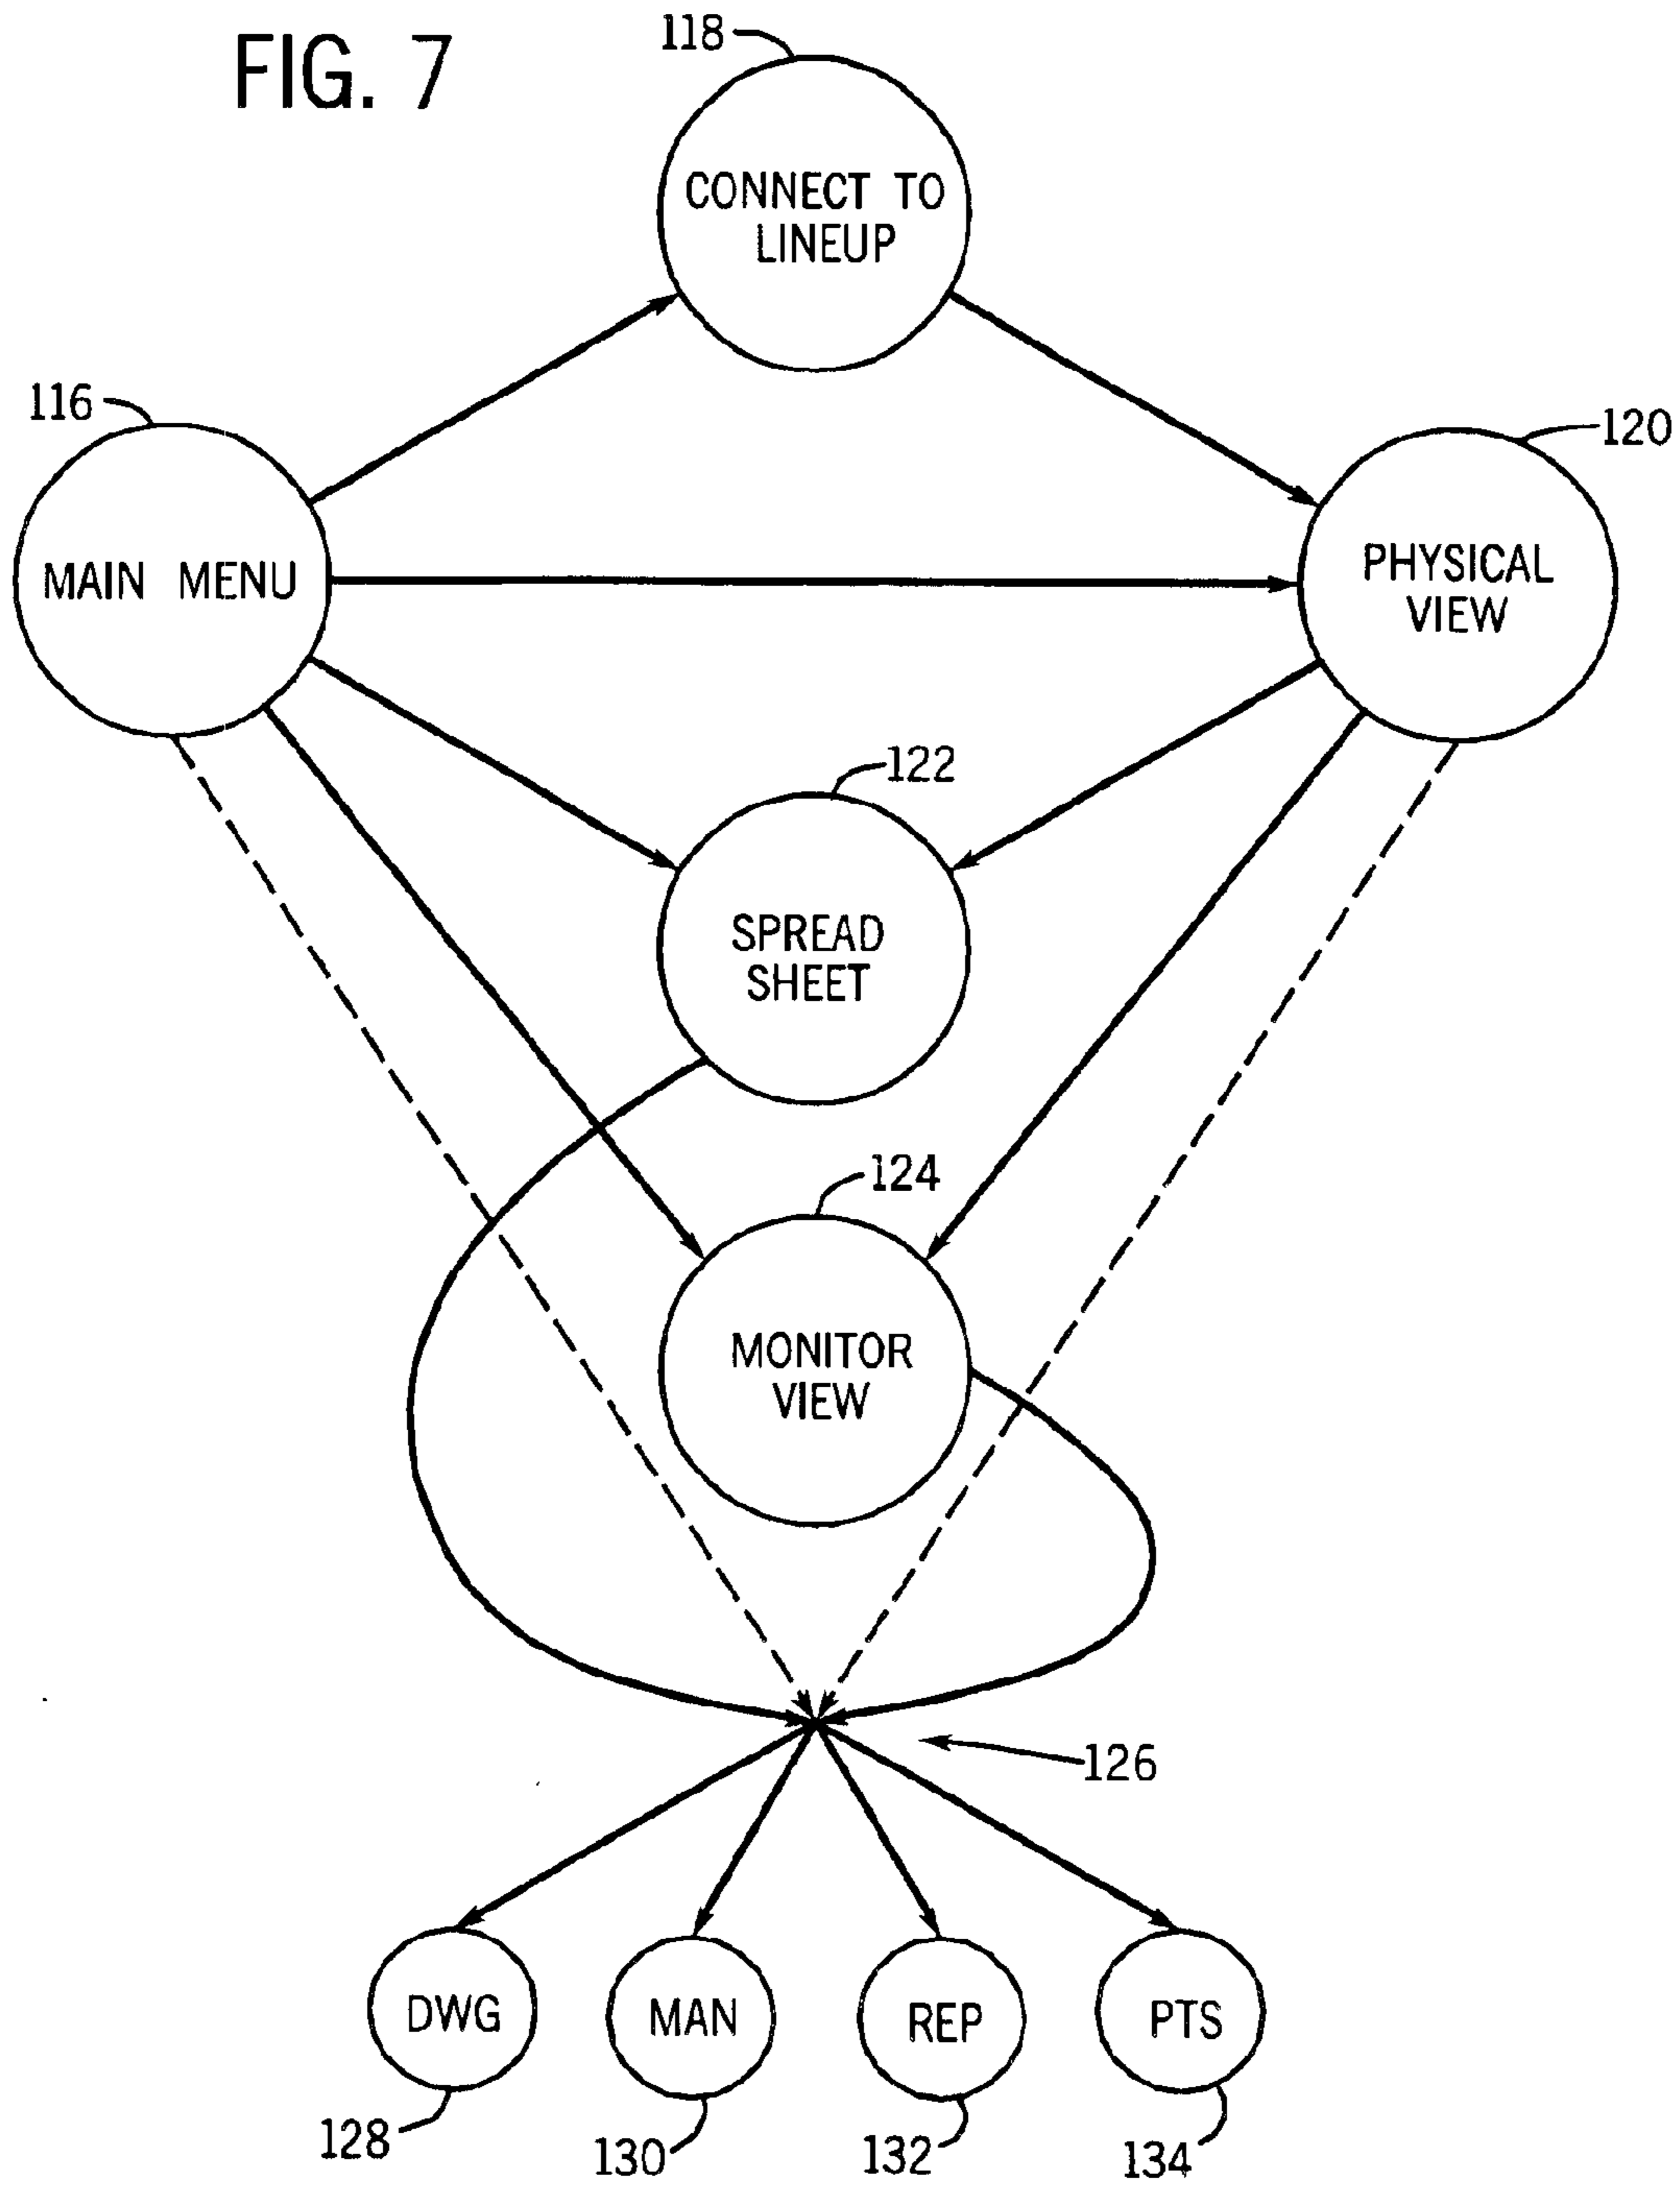 FIG. 7
118
CONNECT TO
LINEUP
116
MAIN MENU
120
PHYSICAL
VIEW
122
SPREAD
SHEET
124
MONITOR
VIEW
126
DWG
MAN
REP
PTS
128
130
132
134